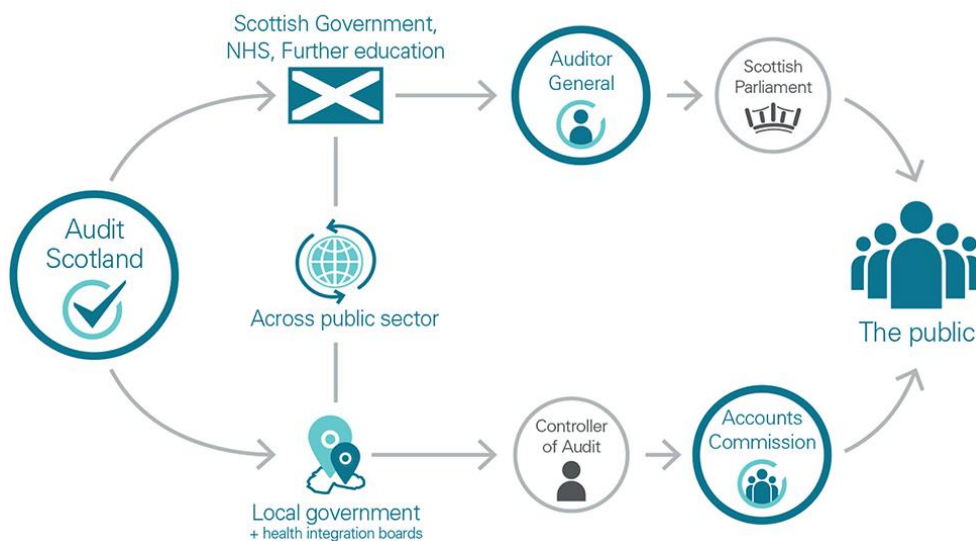 Scottish Government,
NHS, Further education
Auditor
General
Scottish
Parliament
Audit
Scotland
Across public sector
The public
Local government
+ health integration boards
Controller
of Audit
Accounts
Commission